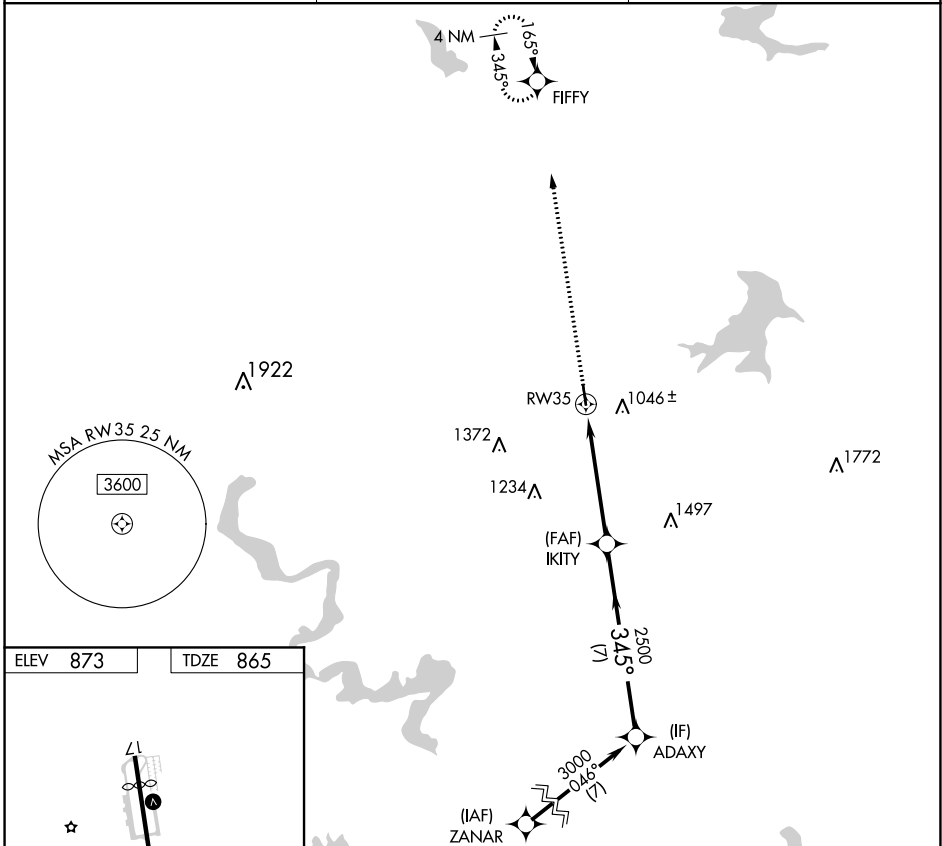 4 NM
165°
345°
FIFFY
1922
RW35
1046 ±
1372
1772
MSA RW35 25 NM
3600
1234
1497
(FAF)
IKITY
2500
345°
(7)
ELEV 873
TDZE 865
(IF)
ADAXY
17
3000
046°
(7)
A
(IAF)
ZANAR